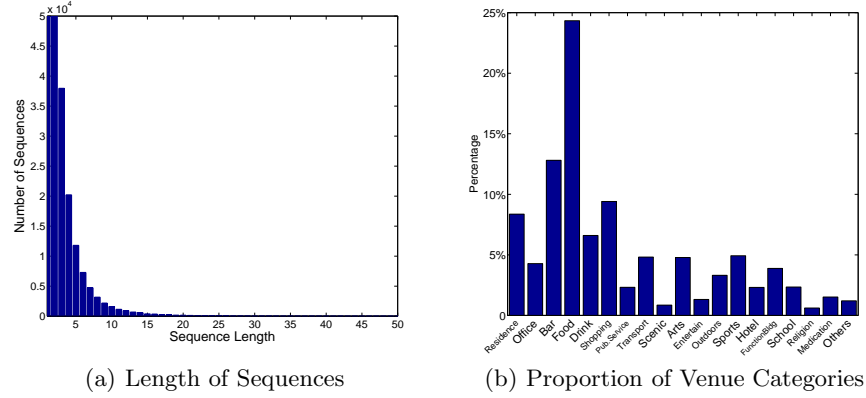 5 x 10^4
4.5
4
3.5
3
2.5
2
1.5
1
0.5
0
5 10 15 20 25 30 35 40 45 50
Number of Sequences
Sequence Length
(a) Length of Sequences
25%
20%
15%
10%
5%
0
Percentage
Residence
Office
Bar
Food
Drink
Shopping
Pub.Service
Transport
Scenic
Arts
Entertain
Outdoors
Sports
Hotel
FunctionBldg
School
Religion
Medication
Others
(b) Proportion of Venue Categories